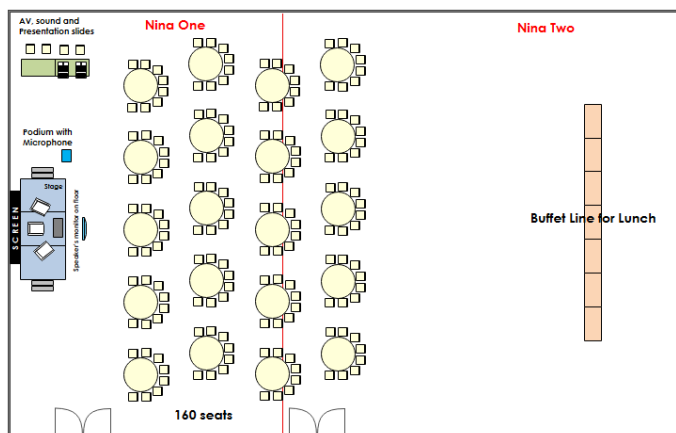 AV, sound and
Presentation slides
Nina One
Nina Two
Podium with
Microphone
Stage
SCREEN
Speaker's monitor on floor
Buffet Line for Lunch
160 seats